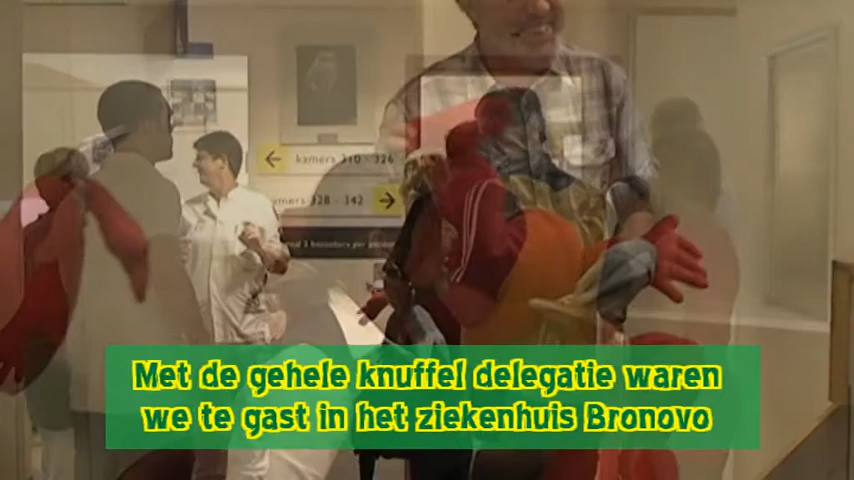 kamers 310 - 326
kamers 328 - 342
Met de gehele knuffel delegatie waren
we te gast in het ziekenhuis Bronovo